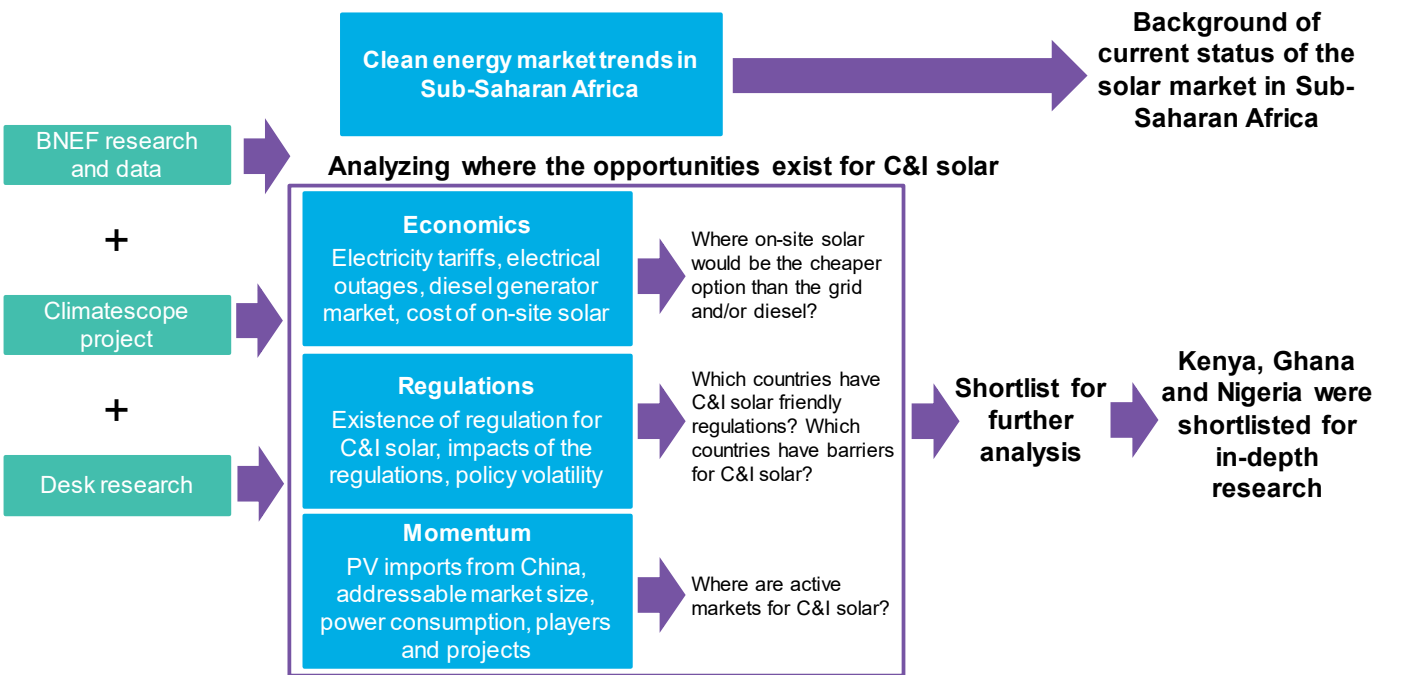 Clean energy market trends in
Sub-Saharan Africa
Background of
current status of the
solar market in Sub-
Saharan Africa
BNEF research
and data
+
Climatescope
project
+
Desk research
Analyzing where the opportunities exist for C&I solar
Economics
Electricity tariffs, electrical
outages, diesel generator
market, cost of on-site solar
Where on-site solar
would be the cheaper
option than the grid
and/or diesel?
Regulations
Existence of regulation for
C&I solar, impacts of the
regulations, policy volatility
Which countries have
C&I solar friendly
regulations? Which
countries have barriers
for C&I solar?
Momentum
PV imports from China,
addressable market size,
power consumption, players
and projects
Where are active
markets for C&I solar?
Shortlist for
further
analysis
Kenya, Ghana
and Nigeria were
shortlisted for
in-depth
research